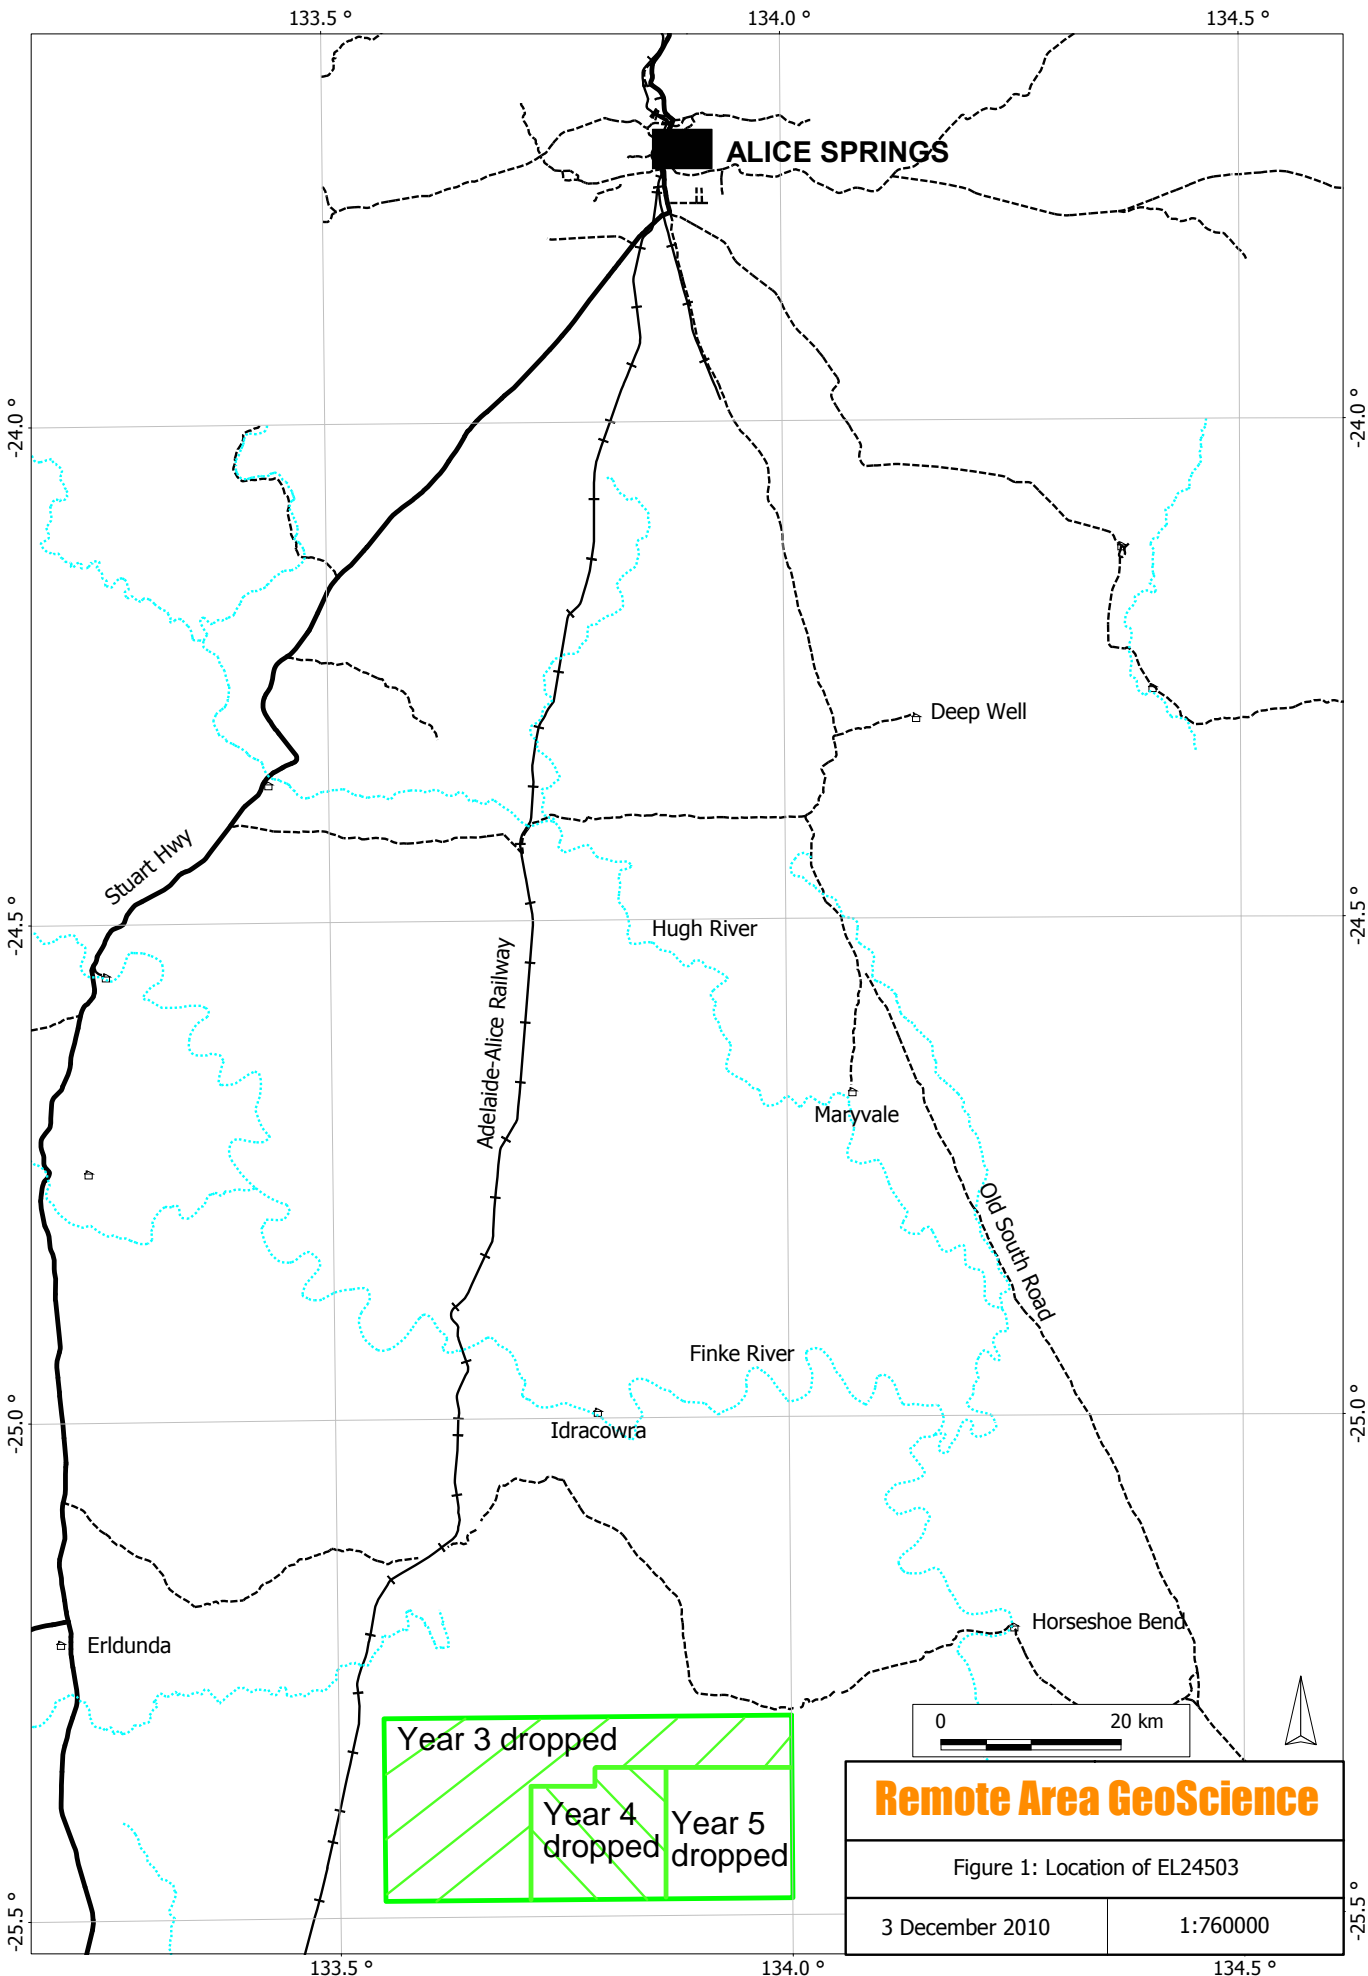 133.5 °
134.0 °
134.5 °
ALICE SPRINGS
-24.0 °
-24.0 °
Deep Well
Stuart Hwy
Hugh River
-24.5 °
-24.5 °
Adelaide-Alice Railway
Maryvale
Old South Road
Finke River
Idracowra
-25.0 °
-25.0 °
Horseshoe Bend
Erldunda
0
20 km
Year 3 dropped
Year 4
dropped
Year 5
dropped
Remote Area GeoScience
Figure 1: Location of EL24503
3 December 2010
1:760000
-25.5 °
-25.5 °
133.5 °
134.0 °
134.5 °